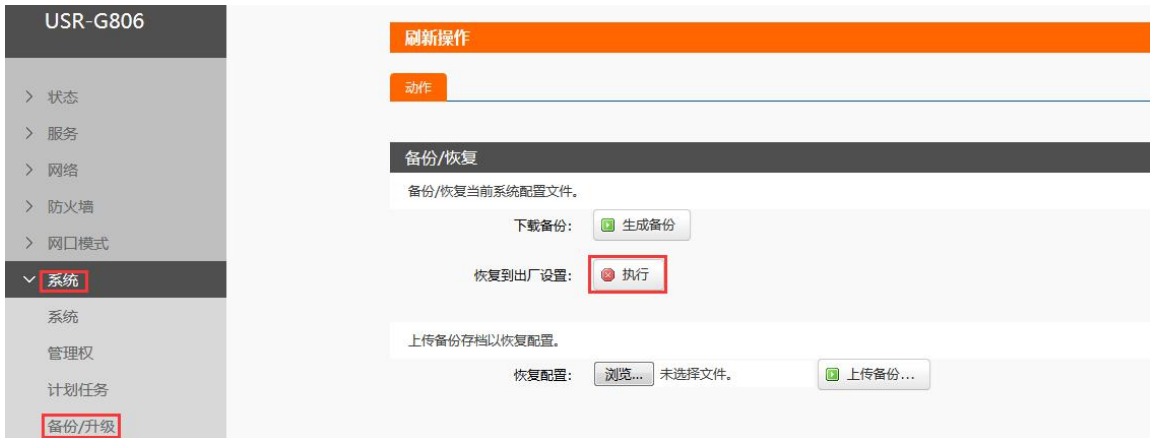 USR-G806
状态
服务
网络
防火墙
网口模式
系统
系统
管理权
计划任务
备份/升级
刷新操作
动作
备份/恢复
备份/恢复当前系统配置文件。
下载备份： 生成备份
恢复到出厂设置： 执行
上传备份存档以恢复配置。
恢复配置： 浏览... 未选择文件。 上传备份...